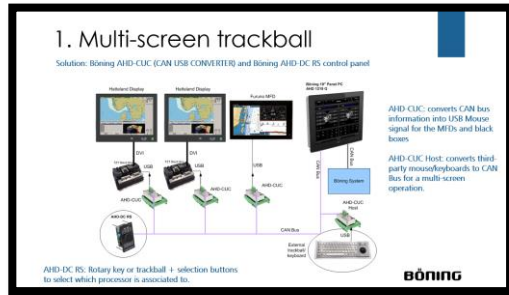 1. Multi-screen trackball
Solution: Böning AHD-CUC (CAN USB CONVERTER) and Böning AHD-DC RS control panel
Hatteland Display
Hatteland Display
Furuno MFD
Böning 19" Panel PC
DVI
DVI
USB
USB
USB
CAN Bus
CAN Bus
AHD-CUC
AHD-CUC
AHD-CUC
Böning System
AHD-CUC
Host
AHD-DC RS
CAN Bus
USB
External
trackball/
keyboard
AHD-CUC: converts CAN bus
information into USB Mouse
signal for the MFDs and black
boxes
AHD-CUC Host: converts third-
party mouse/keyboards to CAN
Bus for a multi-screen
operation.
AHD-DC RS: Rotary key or trackball + selection buttons
to select which processor is associated to.
BÖNING